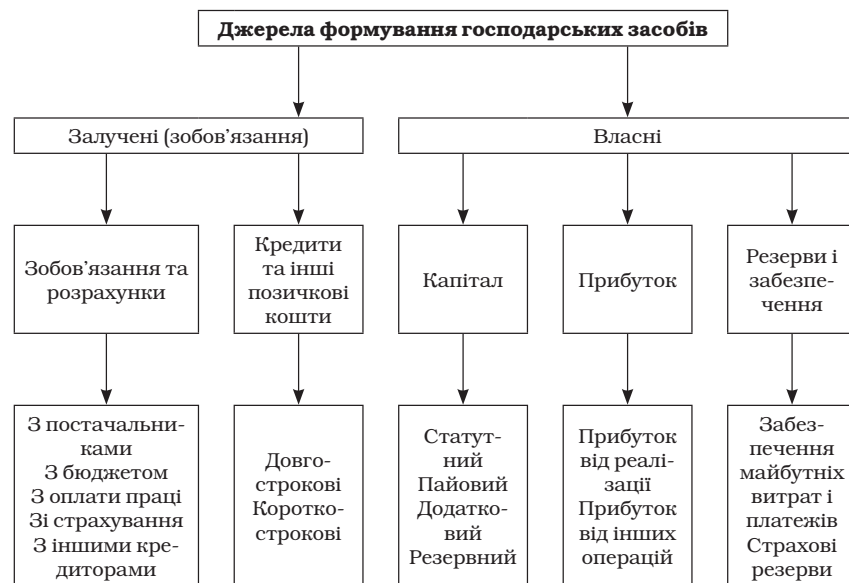 Джерела формування господарських засобів
Залучені (зобов'язання)
Власні
Зобов'язання та
розрахунки
Кредити
та інші
позичкові
кошти
Капітал
Прибуток
Резерви і
забезпе-
чення
З постачальни-
ками
З бюджетом
З оплати праці
Зі страхування
З іншими кре-
диторами
Довго-
строкові
Коротко-
строкові
Статут-
ний
Пайовий
Додатко-
вий
Резервний
Прибуток
від реалі-
зації
Прибуток
від інших
операцій
Забез-
печення
майбутніх
витрат і
платежів
Страхові
резерви